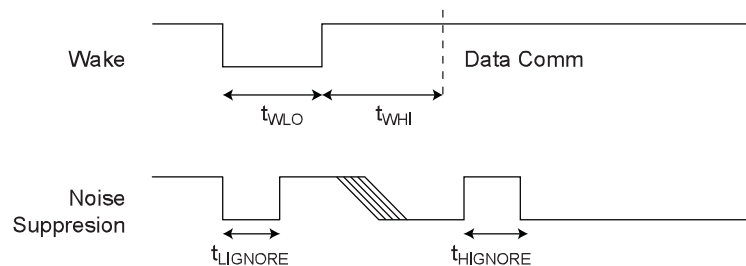 Wake
Data Comm
tWLO
tWHI
Noise
Suppresion
tLIGNORE
tHIGNORE